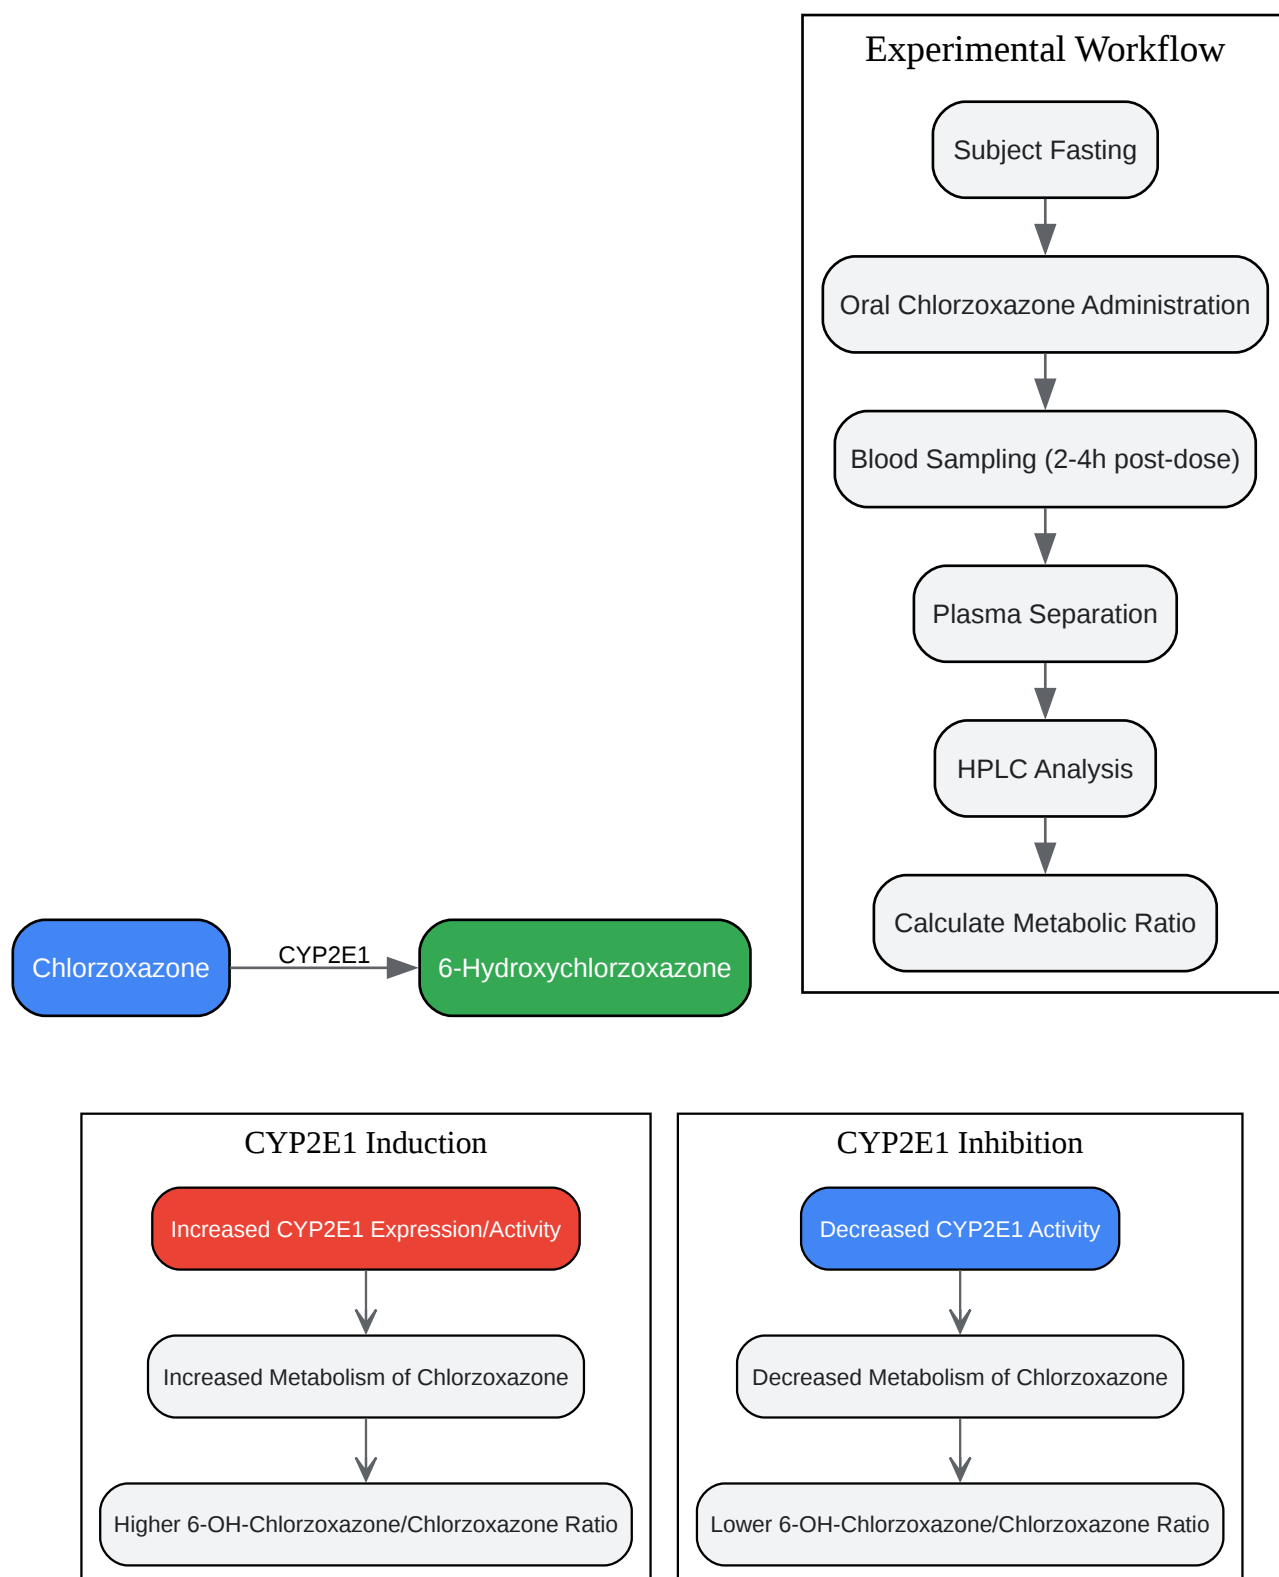 Experimental Workflow
Subject Fasting
Oral Chlorzoxazone Administration
Blood Sampling (2-4h post-dose)
Plasma Separation
HPLC Analysis
Calculate Metabolic Ratio
Chlorzoxazone
CYP2E1
6-Hydroxychlorzoxazone
CYP2E1 Induction
Increased CYP2E1 Expression/Activity
Increased Metabolism of Chlorzoxazone
Higher 6-OH-Chlorzoxazone/Chlorzoxazone Ratio
CYP2E1 Inhibition
Decreased CYP2E1 Activity
Decreased Metabolism of Chlorzoxazone
Lower 6-OH-Chlorzoxazone/Chlorzoxazone Ratio